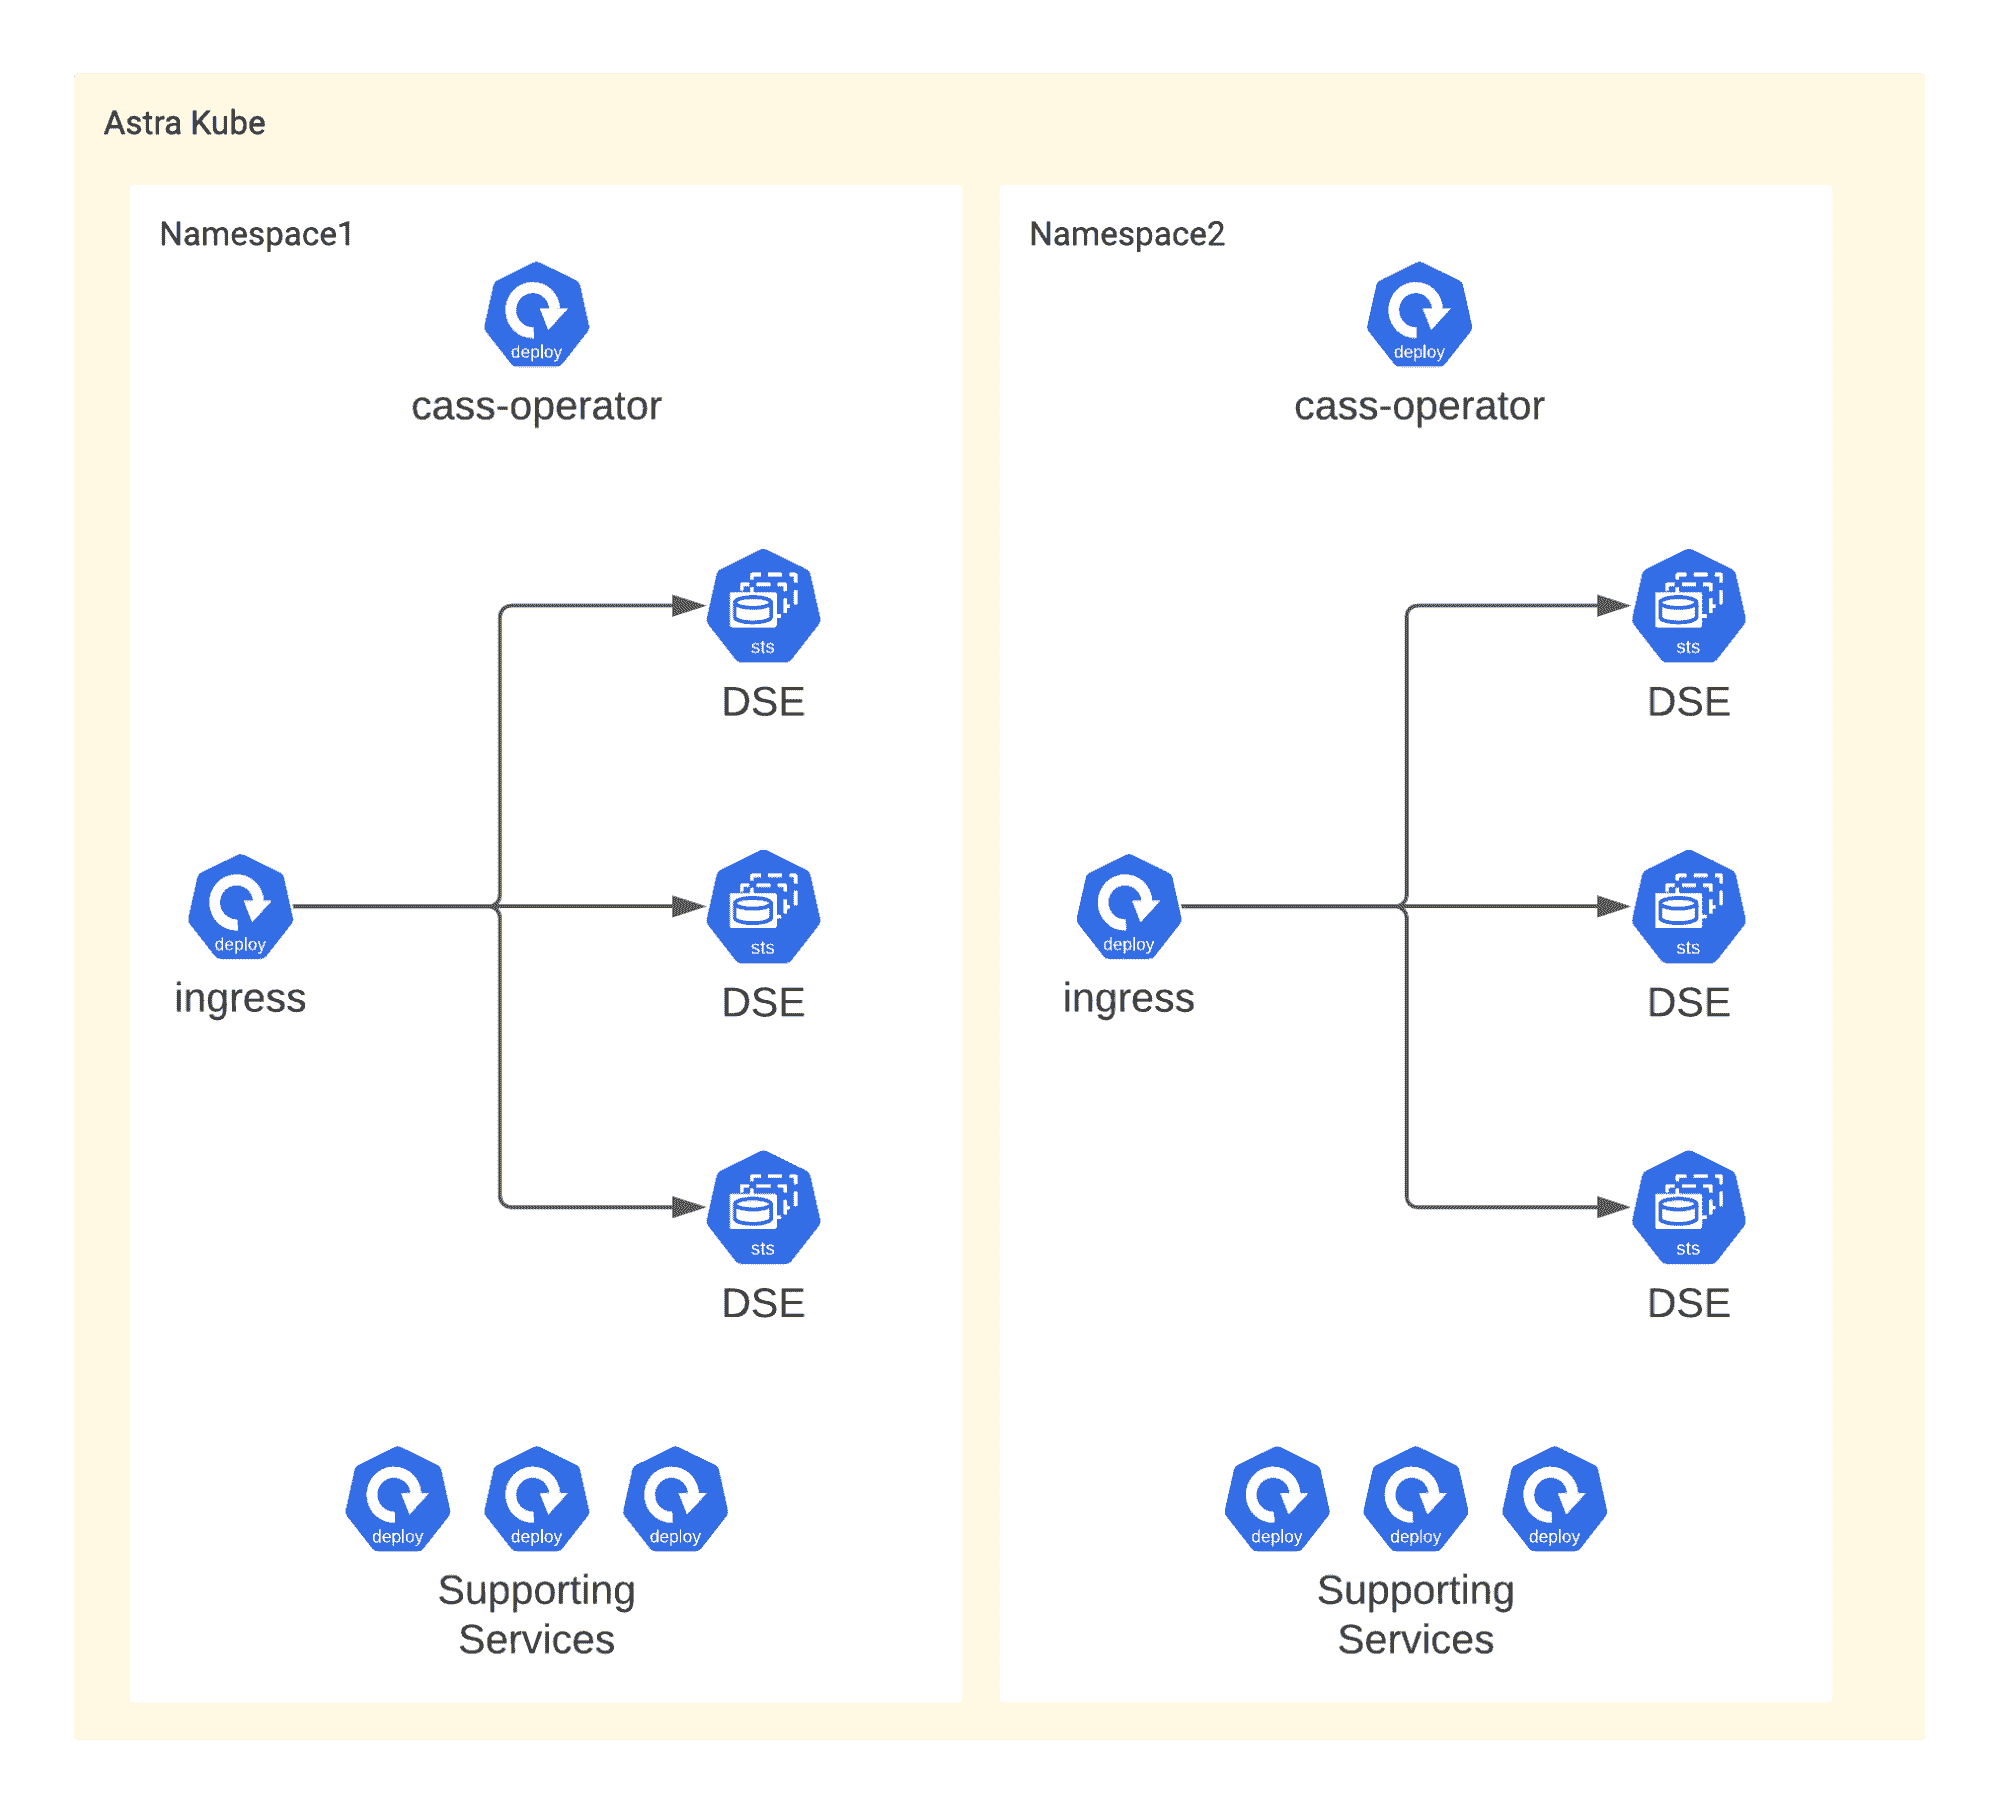 Astra Kube
Namespace1
deploy
cass-operator
sts
DSE
deploy
ingress
sts
DSE
sts
DSE
deploy
deploy
deploy
Supporting
Services
Namespace2
deploy
cass-operator
sts
DSE
deploy
ingress
sts
DSE
sts
DSE
deploy
deploy
deploy
Supporting
Services